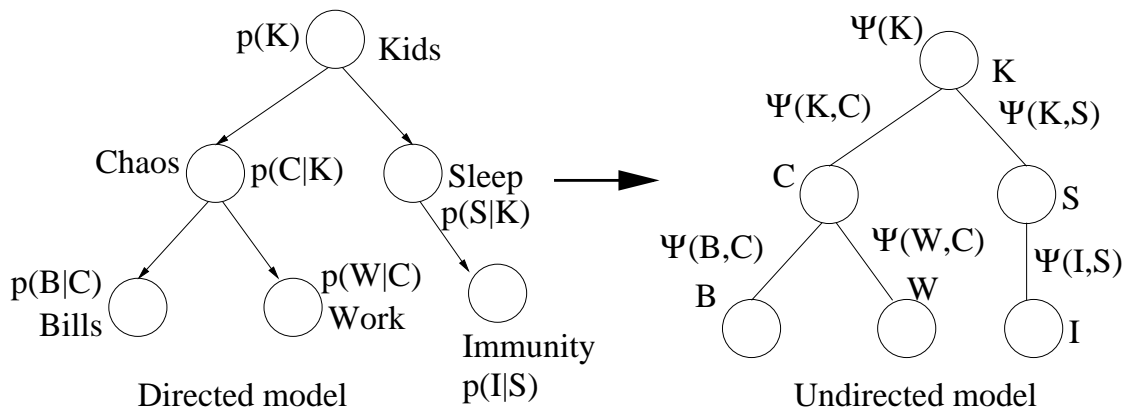 p(K)
Kids
Chaos
p(C|K)
Sleep
p(S|K)
p(B|C)
Bills
p(W|C)
Work
Immunity
p(I|S)
Directed model
Ψ(K)
K
Ψ(K,C)
Ψ(K,S)
C
S
Ψ(B,C)
Ψ(W,C)
Ψ(I,S)
B
W
I
Undirected model